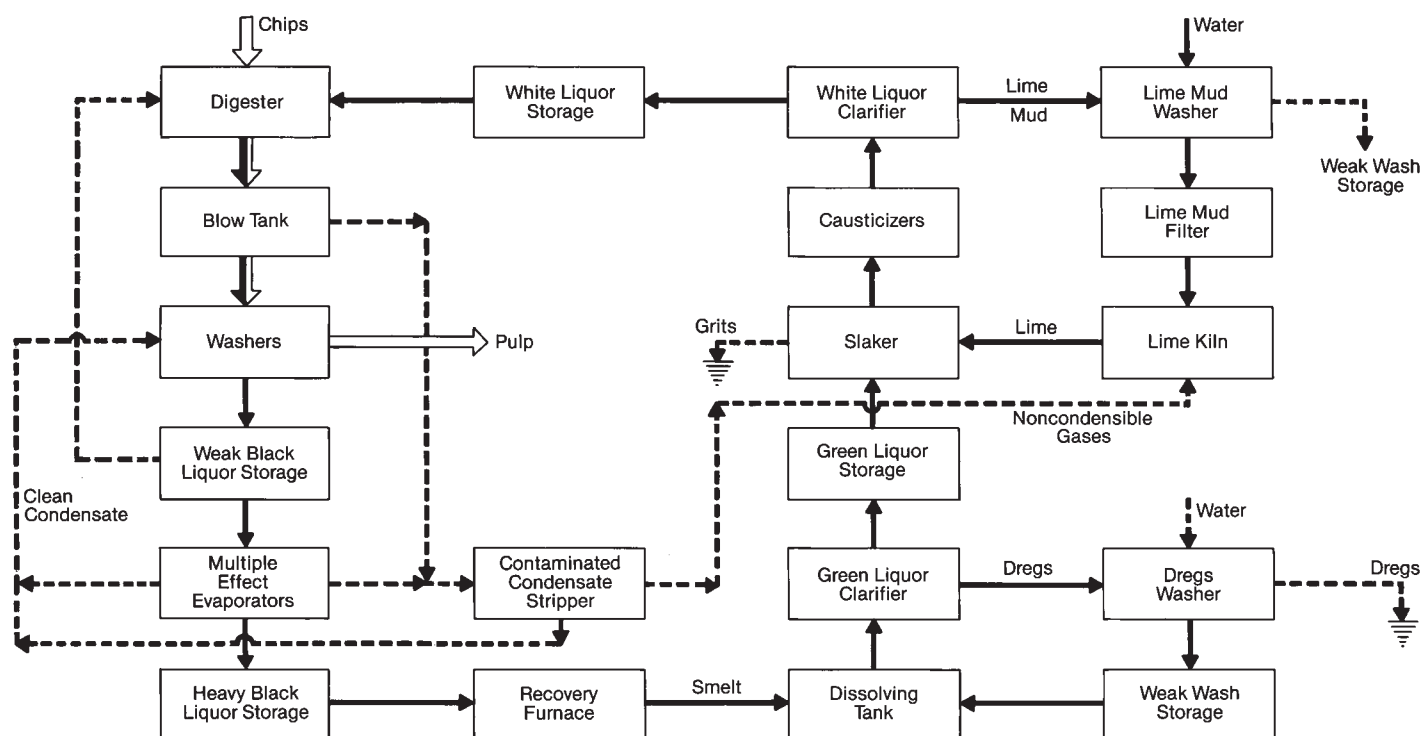 Chips
Water
Digester
White Liquor
Storage
White Liquor
Clarifier
Lime
Mud
Lime Mud
Washer
Weak Wash
Storage
Blow Tank
Causticizers
Lime Mud
Filter
Washers
Pulp
Grits
Slaker
Lime
Lime Kiln
Noncondensible
Gases
Weak Black
Liquor Storage
Green Liquor
Storage
Clean
Condensate
Water
Multiple
Effect
Evaporators
Contaminated
Condensate
Stripper
Green Liquor
Clarifier
Dregs
Dregs
Washer
Dregs
Heavy Black
Liquor Storage
Recovery
Furnace
Smelt
Dissolving
Tank
Weak Wash
Storage